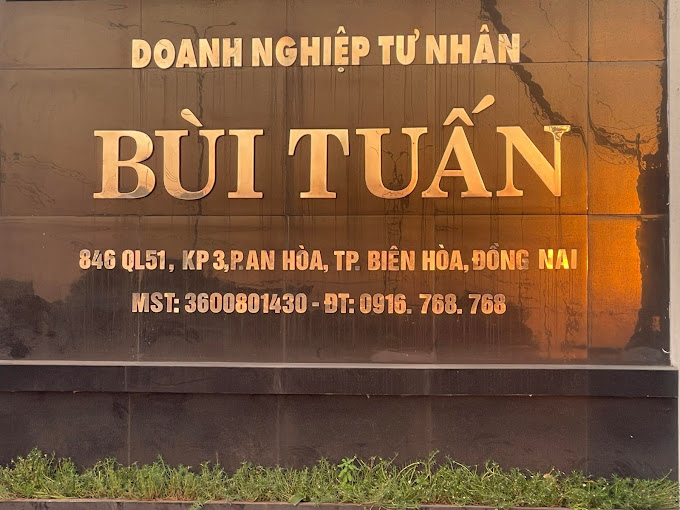 DOANH NGHIỆP TƯ NHÂN
BÙI TUẤN
846 QL51, KP 3,P.AN HÒA, TP. BIÊN HÒA, ĐỒNG NAI
MST: 3600801430 - ĐT: 0916. 768. 768